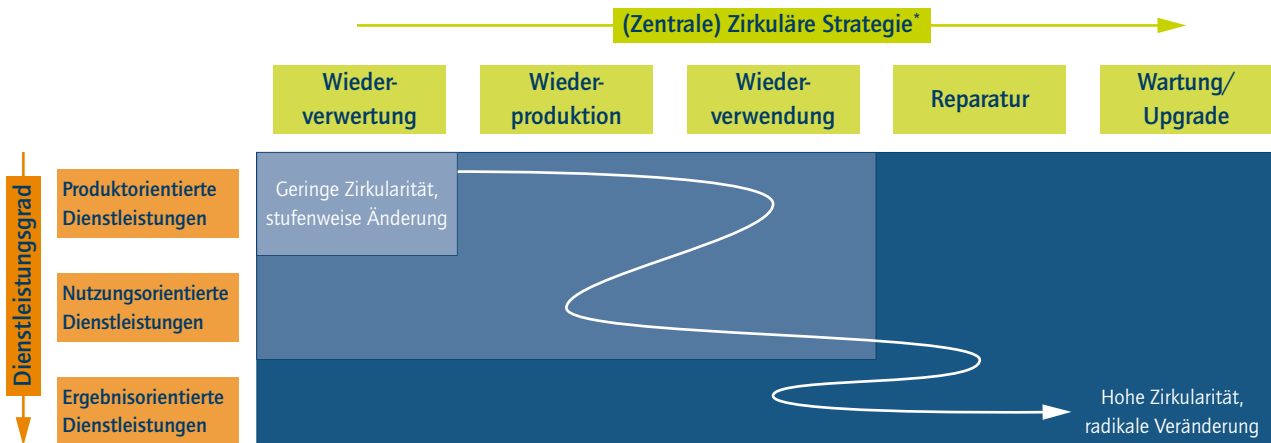 (Zentrale) Zirkuläre Strategie*
Wieder-
verwertung
Wieder-
produktion
Wieder-
verwendung
Reparatur
Wartung/
Upgrade
Dienstleistungsgrad
Produktorientierte
Dienstleistungen
Geringe Zirkularität,
stufenweise Änderung
Nutzungsorientierte
Dienstleistungen
Ergebnisorientierte
Dienstleistungen
Hohe Zirkularität,
radikale Veränderung